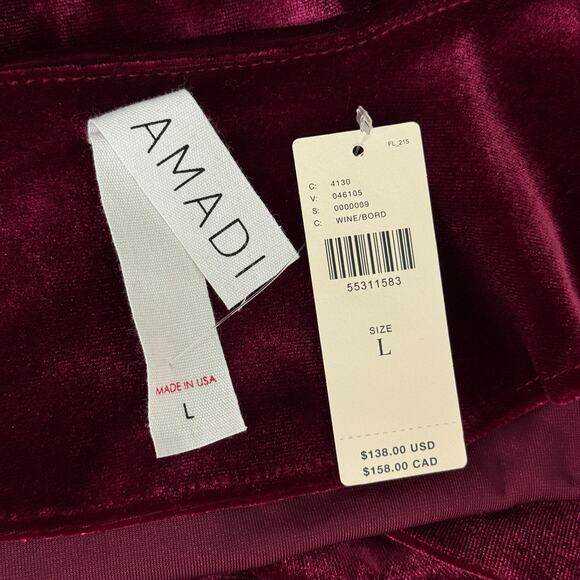 AMADI
MADE IN USA
L
FL_215
C: 4130
V: 046105
S: 0000009
C: WINE/BORD
55311583
SIZE
L
$138.00 USD
$158.00 CAD